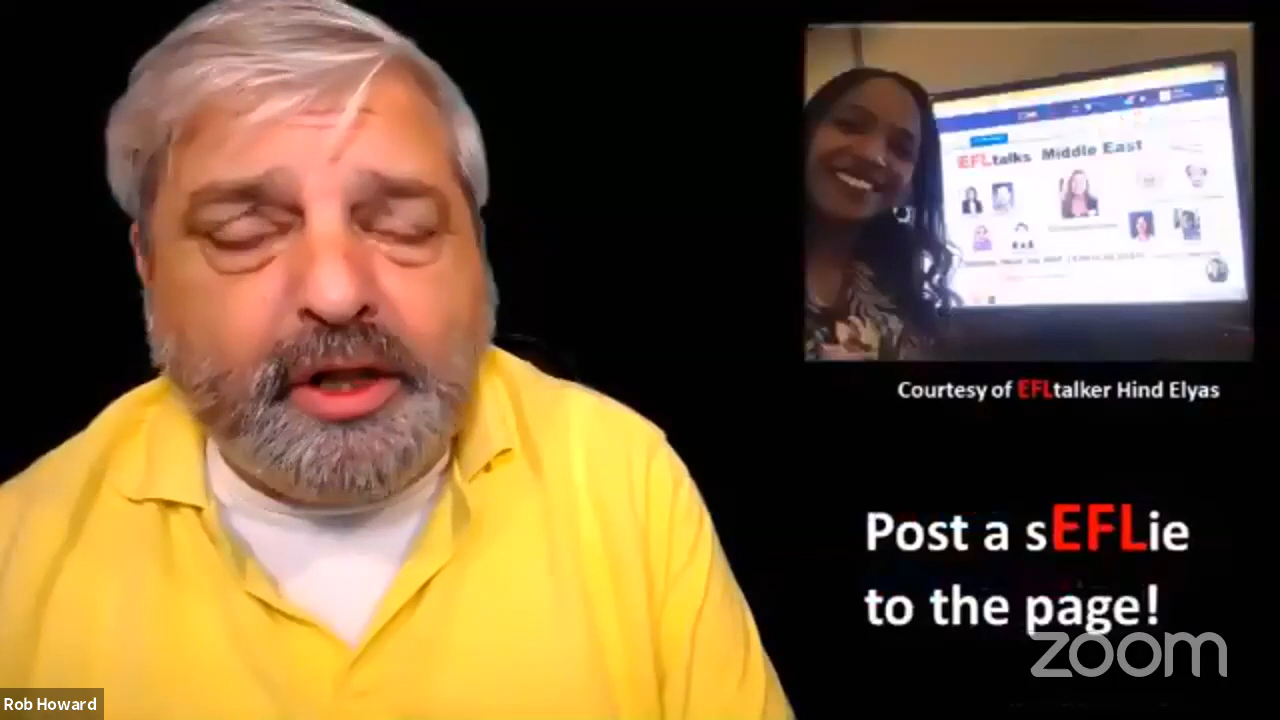 EFLtalks Middle East
Courtesy of EFLtalker Hind Elyas
Post a sEFLie
to the page!
zoom
Rob Howard